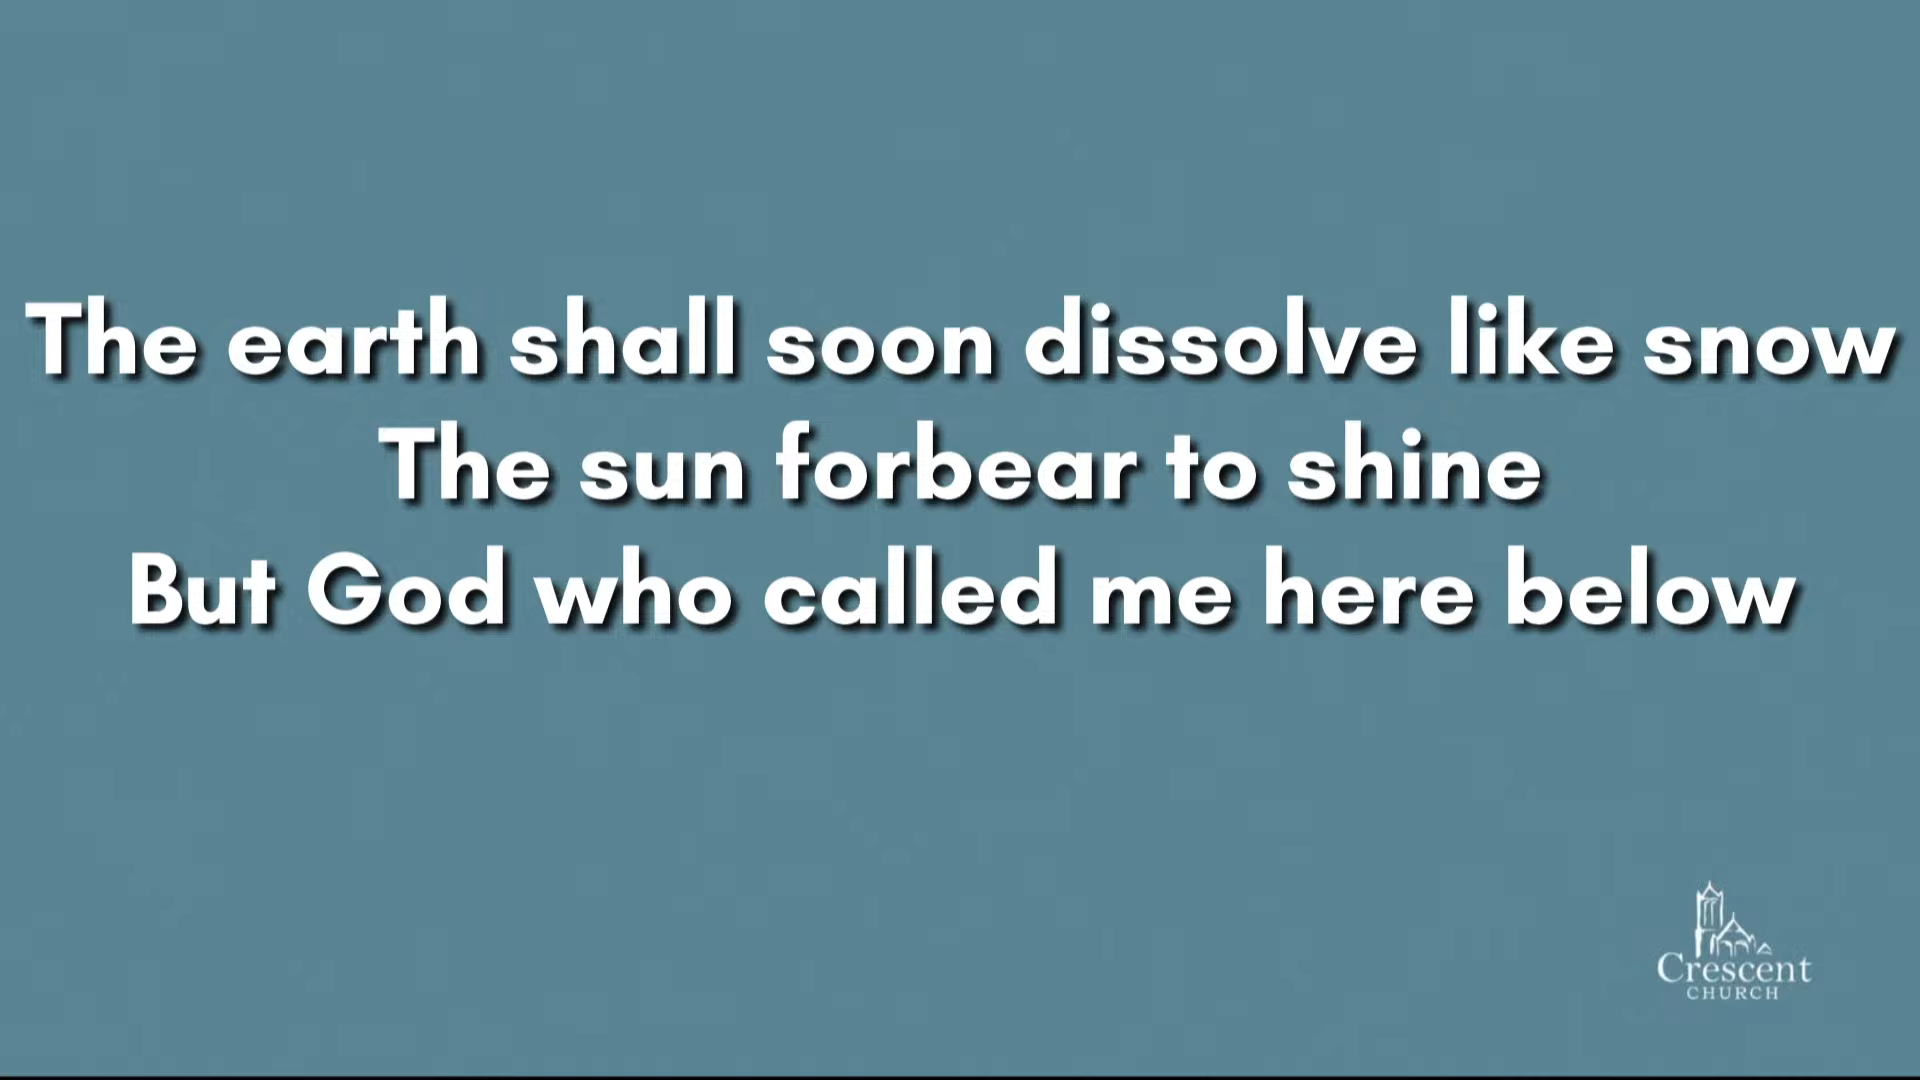 The earth shall soon dissolve like snow
The sun forbear to shine
But God who called me here below
Crescent
CHURCH